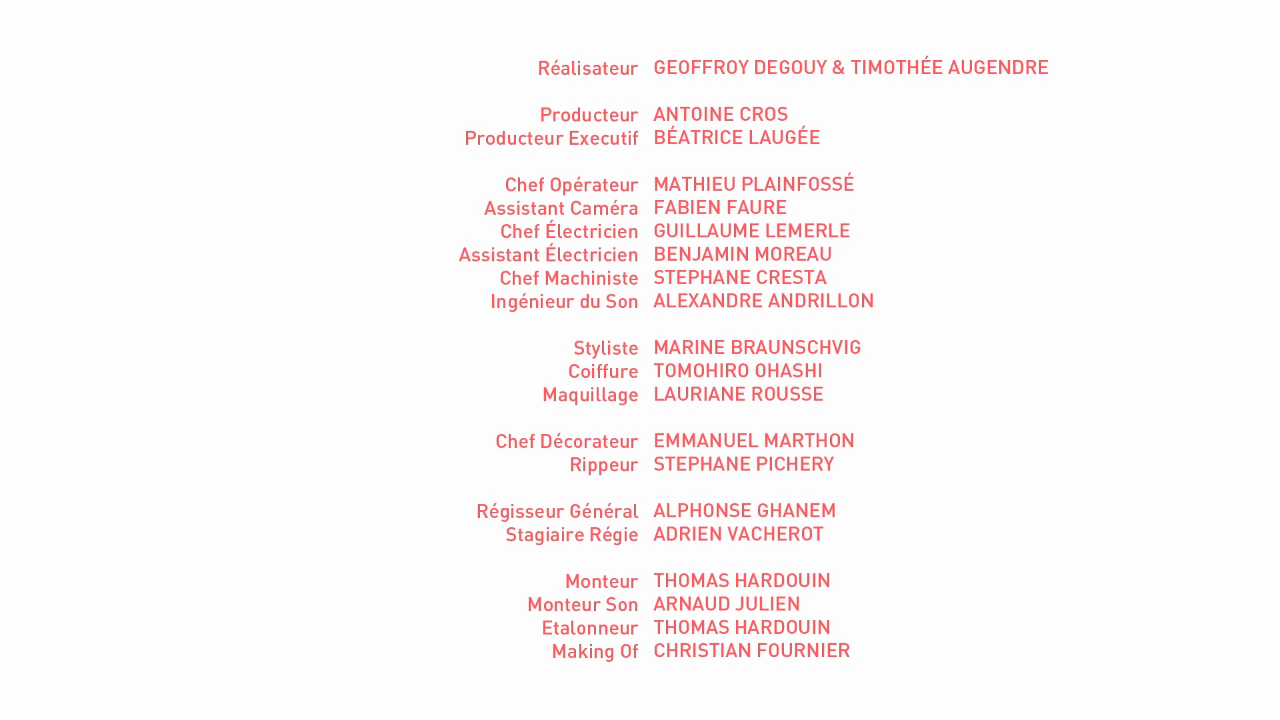 Réalisateur GEOFFROY DEGOUY & TIMOTHÉE AUGENDRE
Producteur ANTOINE CROS
Producteur Executif BÉATRICE LAUGÉE
Chef Opérateur MATHIEU PLAINFOSSÉ
Assistant Caméra FABIEN FAURE
Chef Électricien GUILLAUME LEMERLE
Assistant Électricien BENJAMIN MOREAU
Chef Machiniste STEPHANE CRESTA
Ingénieur du Son ALEXANDRE ANDRILLON
Styliste MARINE BRAUNSCHVIG
Coiffure TOMOHIRO OHASHI
Maquillage LAURIANE ROUSSE
Chef Décorateur EMMANUEL MARTHON
Rippeur STEPHANE PICHERY
Régisseur Général ALPHONSE GHANEM
Stagiaire Régie ADRIEN VACHEROT
Monteur THOMAS HARDOUIN
Monteur Son ARNAUD JULIEN
Etalonneur THOMAS HARDOUIN
Making Of CHRISTIAN FOURNIER